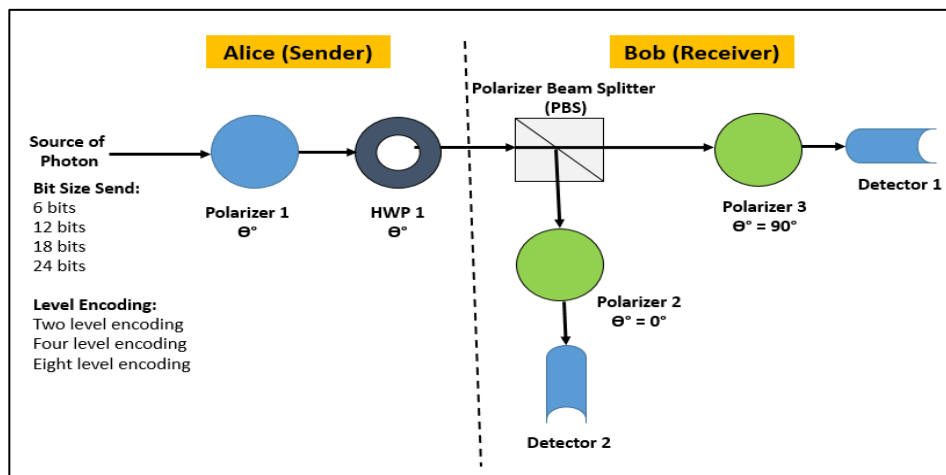 Alice (Sender)
Bob (Receiver)
Polarizer Beam Splitter
(PBS)
Source of
Photon
Bit Size Send:
6 bits
12 bits
18 bits
24 bits
Level Encoding:
Two level encoding
Four level encoding
Eight level encoding
Polarizer 1
Ɵ°
HWP 1
Ɵ°
Polarizer 3
Ɵ° = 90°
Detector 1
Polarizer 2
Ɵ° = 0°
Detector 2